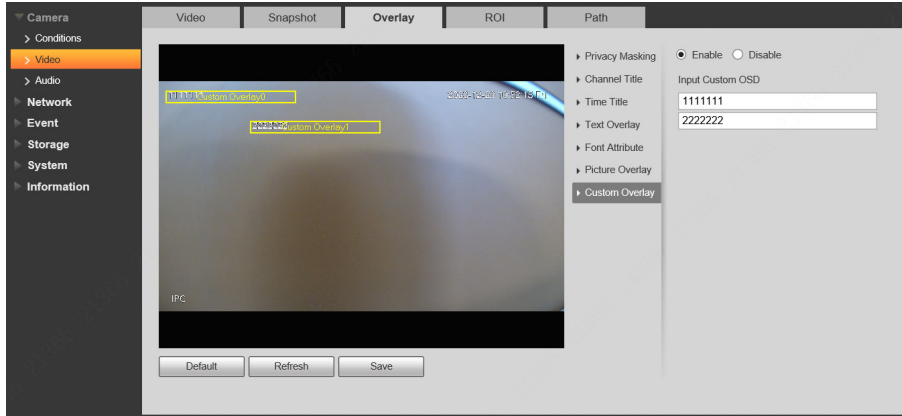 Camera
Conditions
Video
Audio
Network
Event
Storage
System
Information
Video Snapshot Overlay ROI Path
Custom Overlay0
Custom Overlay1
IPC
Default Refresh Save
Privacy Masking
Channel Title
Time Title
Text Overlay
Font Attribute
Picture Overlay
Custom Overlay
Enable Disable
Input Custom OSD
1111111
2222222